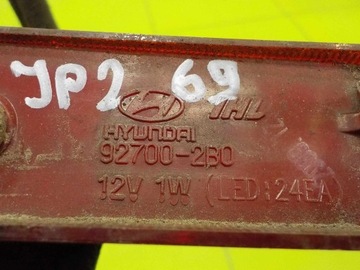 JP2 69
IHL
HYUNDAI
92700-2B0
12V 1W (LED:24EA)